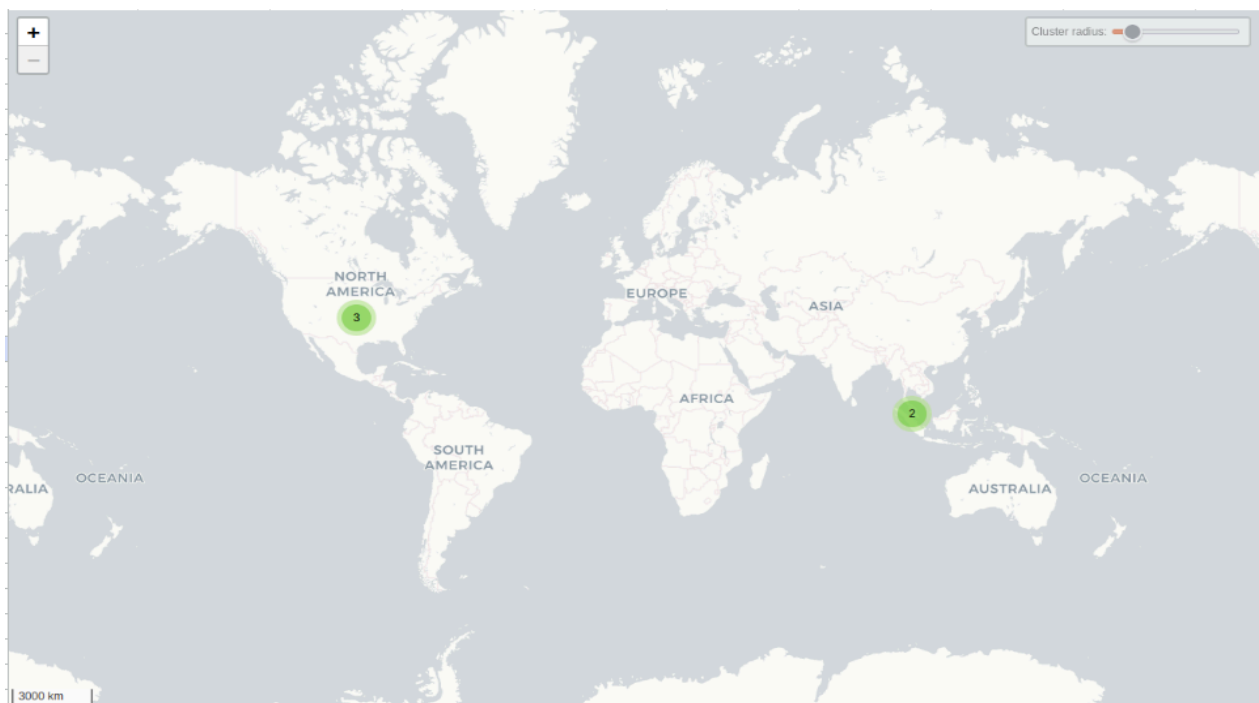 +
−
Cluster radius:
NORTH
AMERICA
3
EUROPE
ASIA
AFRICA
2
SOUTH
AMERICA
OCEANIA
OCEANIA
RALIA
AUSTRALIA
3000 km